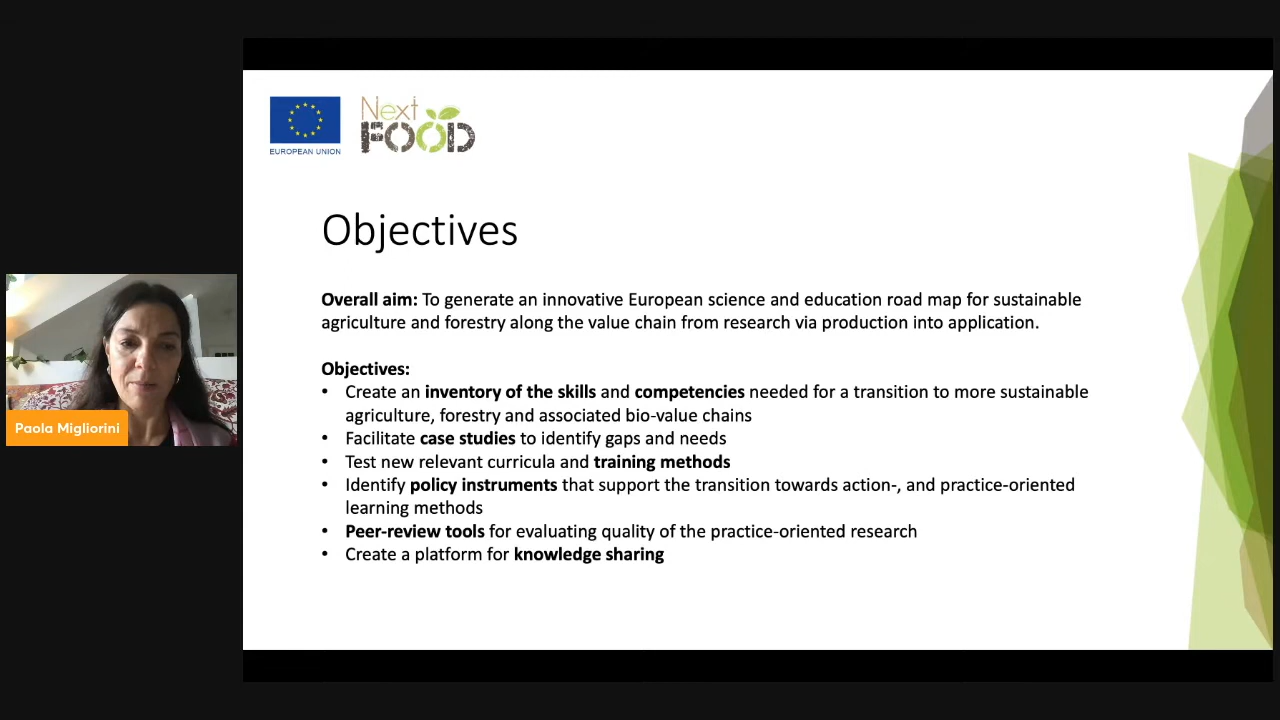 EUROPEAN UNION
Next
FOOD
Objectives
Overall aim: To generate an innovative European science and education road map for sustainable
agriculture and forestry along the value chain from research via production into application.
Objectives:
• Create an inventory of the skills and competencies needed for a transition to more sustainable
agriculture, forestry and associated bio-value chains
• Facilitate case studies to identify gaps and needs
• Test new relevant curricula and training methods
• Identify policy instruments that support the transition towards action-, and practice-oriented
learning methods
• Peer-review tools for evaluating quality of the practice-oriented research
• Create a platform for knowledge sharing
Paola Migliorini